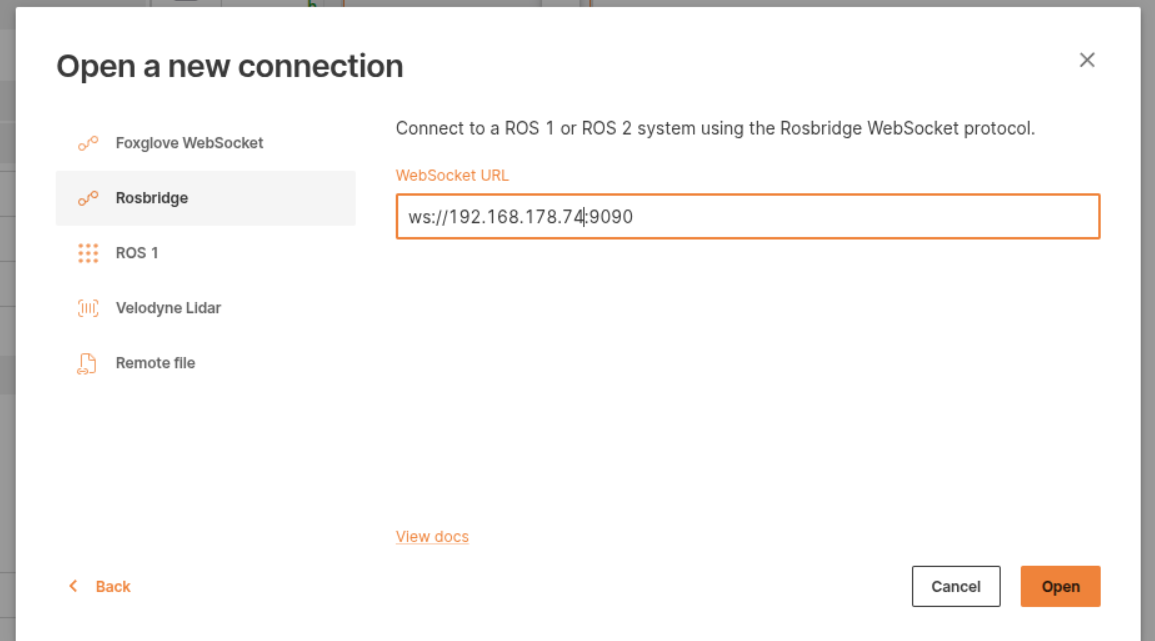 Open a new connection
Foxglove WebSocket
Rosbridge
ROS 1
Velodyne Lidar
Remote file
Connect to a ROS 1 or ROS 2 system using the Rosbridge WebSocket protocol.
WebSocket URL
ws://192.168.178.74:9090
View docs
Back
Cancel
Open